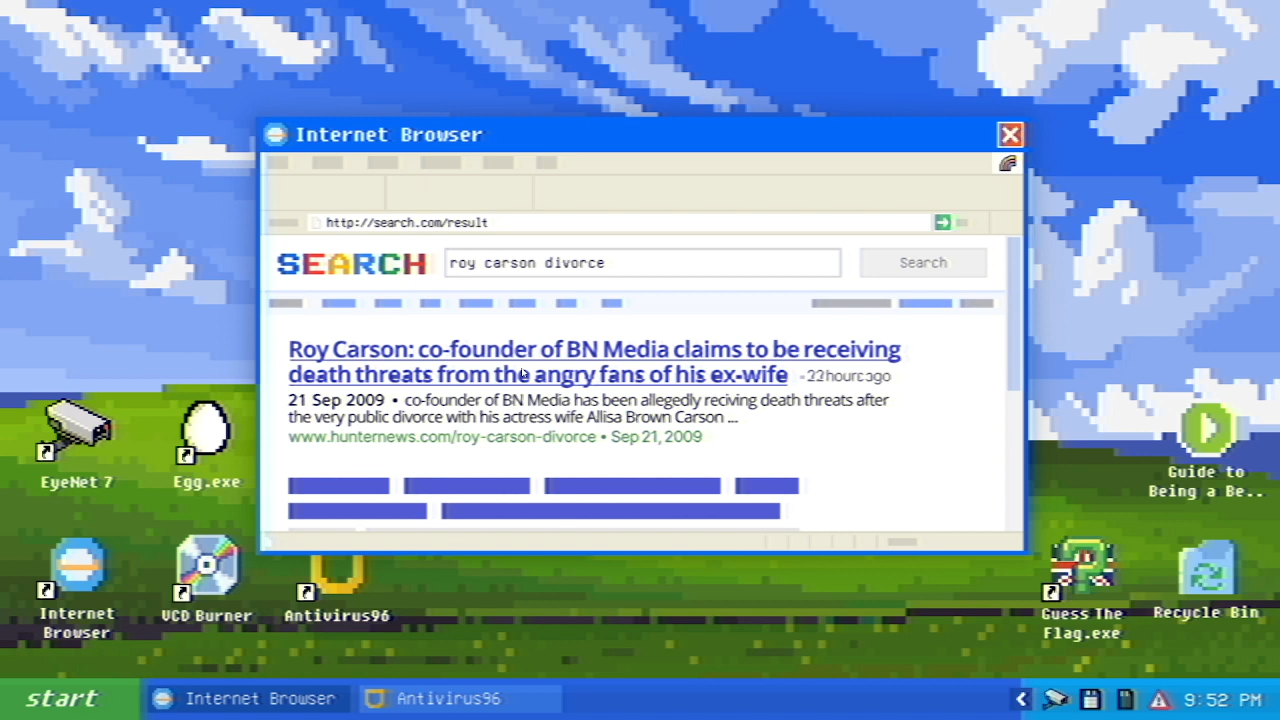 Internet Browser
http://search.com/result
SEARCH
roy carson divorce
Search
Roy Carson: co-founder of BN Media claims to be receiving
death threats from the angry fans of his ex-wife - 22 hours ago
21 Sep 2009 • co-founder of BN Media has been allegedly reciving death threats after
the very public divorce with his actress wife Allisa Brown Carson ...
www.hunternews.com/roy-carson-divorce • Sep 21, 2009
EyeNet 7
Egg.exe
Guide to
Being a Be..
Internet
Browser
VCD Burner
Antivirus96
Guess The
Flag.exe
Recycle Bin
start
Internet Browser
Antivirus96
9:52 PM